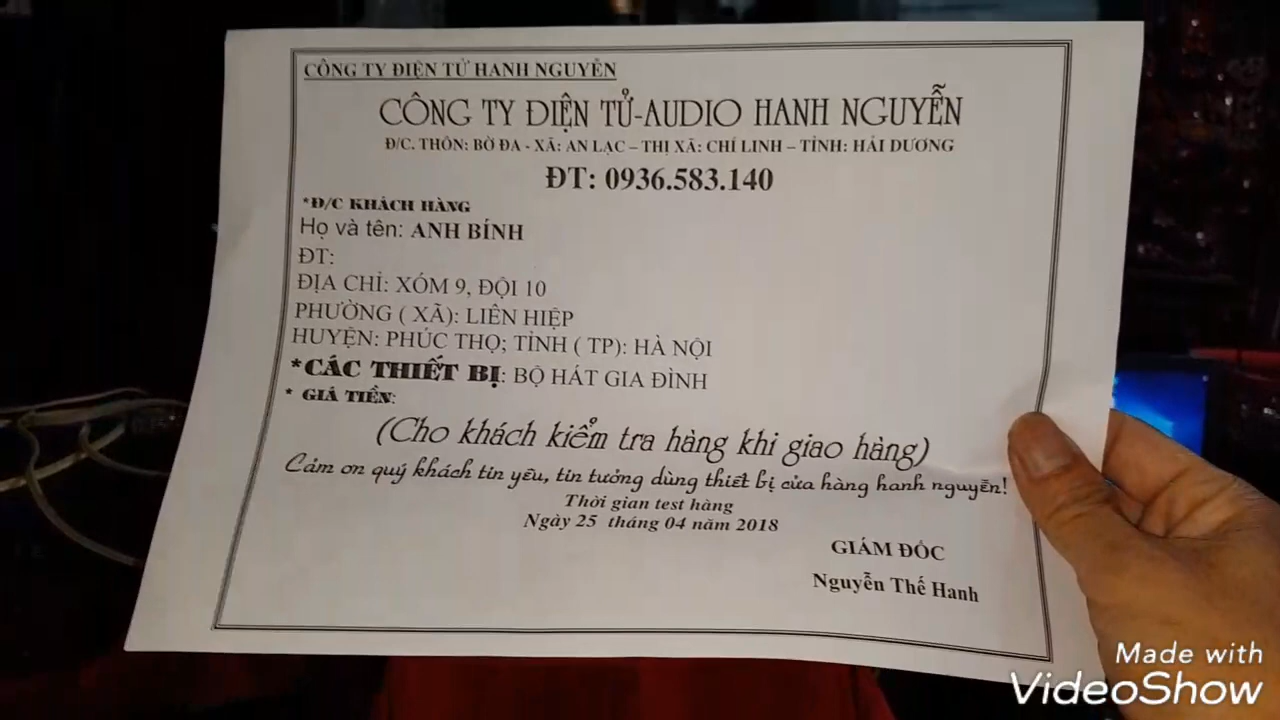 CÔNG TY ĐIỆN TỬ HANH NGUYỄN
CÔNG TY ĐIỆN TỬ-AUDIO HANH NGUYỄN
Đ/C. THÔN: BỜ ĐA - XÃ: AN LẠC – THỊ XÃ: CHÍ LINH – TỈNH: HẢI DƯƠNG
ĐT: 0936.583.140
*Đ/C KHÁCH HÀNG
Họ và tên: ANH BÍNH
ĐT:
ĐỊA CHỈ: XÓM 9, ĐỘI 10
PHƯỜNG ( XÃ): LIÊN HIỆP
HUYỆN: PHÚC THỌ; TỈNH ( TP): HÀ NỘI
*CÁC THIẾT BỊ: BỘ HÁT GIA ĐÌNH
* GIÁ TIỀN:
(Cho khách kiểm tra hàng khi giao hàng)
Cảm ơn quý khách tin yêu, tin tưởng dùng thiết bị cửa hàng hanh nguyễn!
Thời gian test hàng
Ngày 25 tháng 04 năm 2018
GIÁM ĐỐC
Nguyễn Thế Hanh
Made with
VideoShow